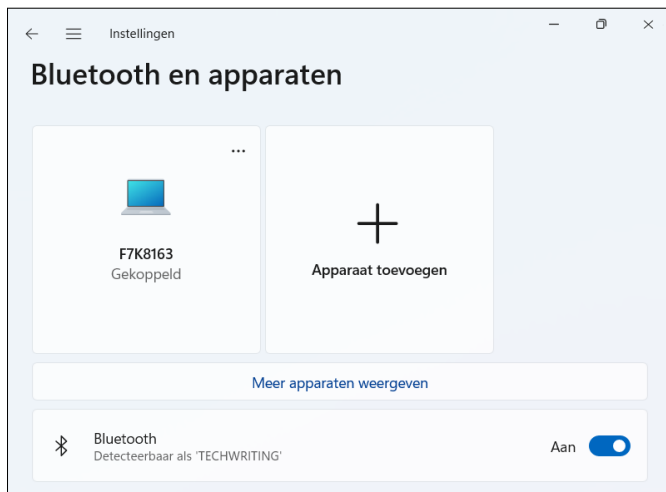 Instellingen
Bluetooth en apparaten
F7K8163
Gekoppeld
Apparaat toevoegen
Meer apparaten weergeven
Bluetooth
Detecteerbaar als 'TECHWRITING'
Aan